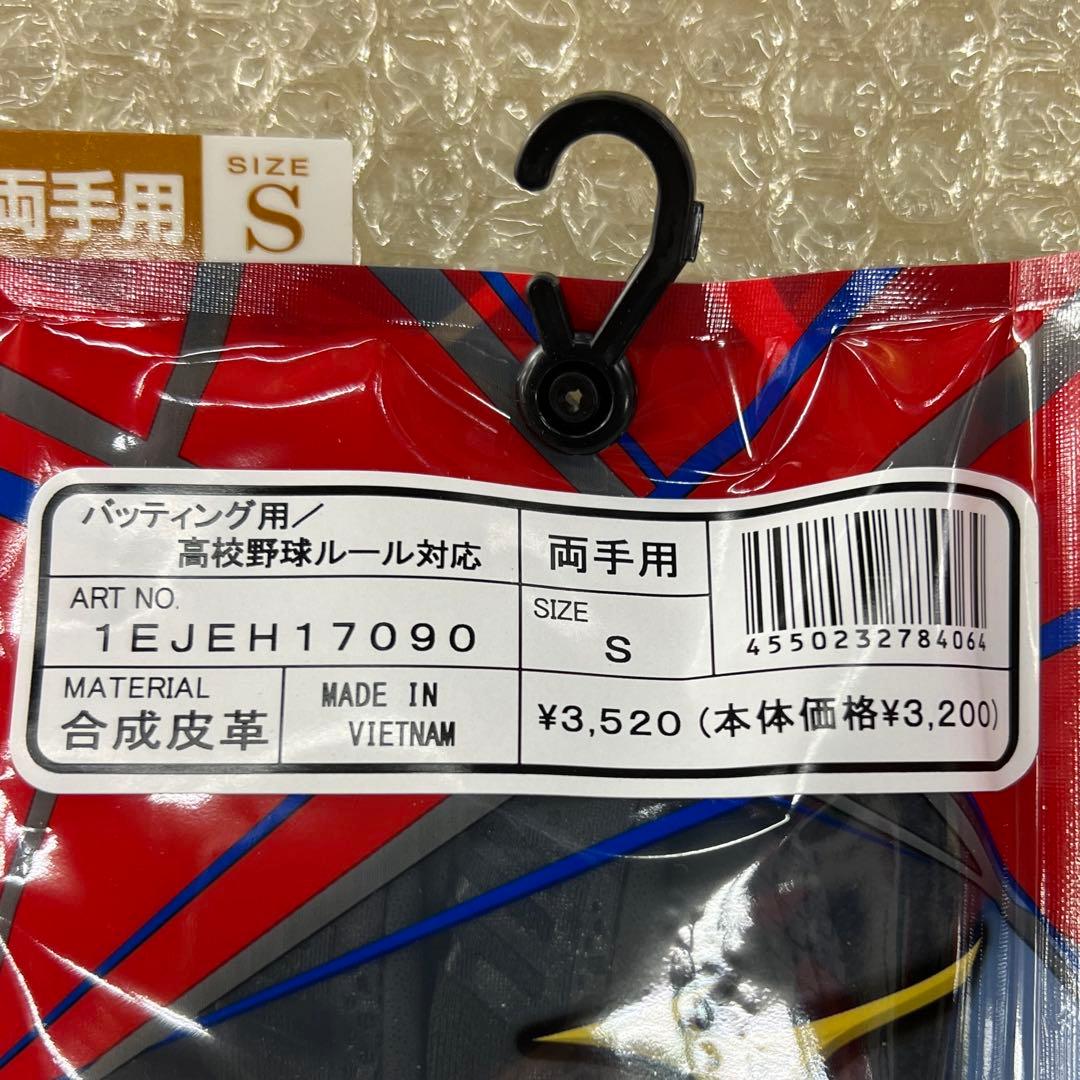 両手用
SIZE
S
バッティング用／
高校野球ルール対応
両手用
ART NO.
1EJEH17090
SIZE
S
4550232784064
MATERIAL
合成皮革
MADE IN
VIETNAM
¥3,520 (本体価格¥3,200)